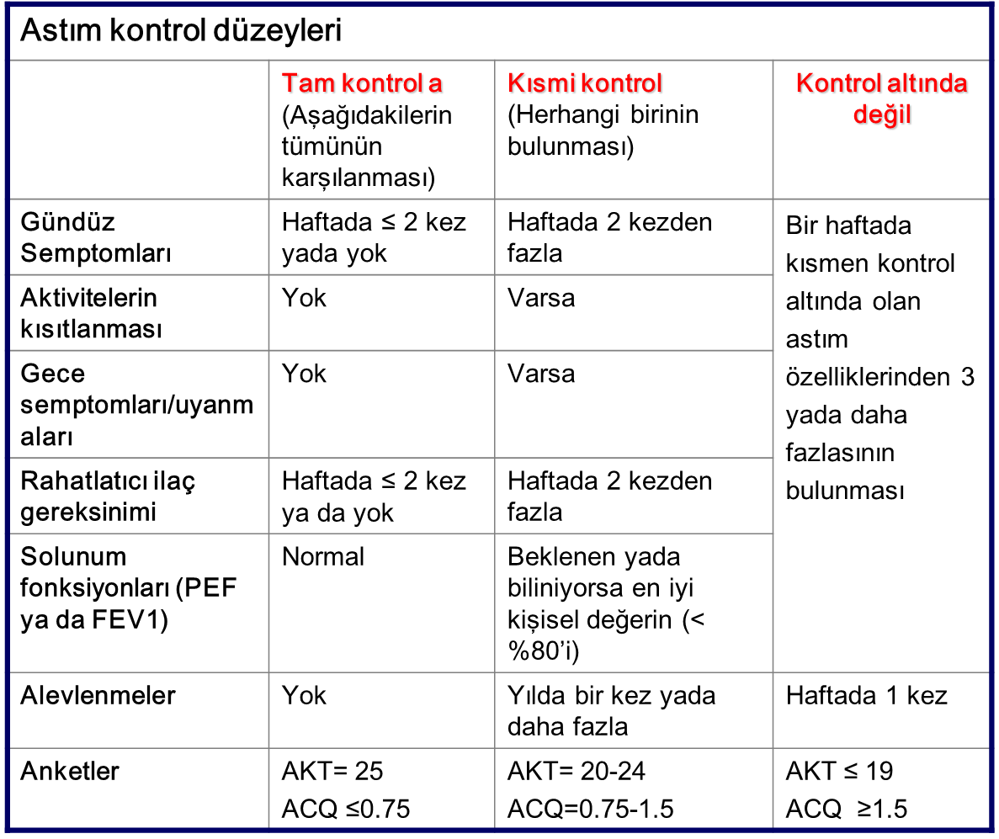 Astım kontrol düzeyleri
Tam kontrol a
(Aşağıdakilerin
tümünün
karşılanması)
Kısmi kontrol
(Herhangi birinin
bulunması)
Kontrol altında
değil
Gündüz
Semptomları
Haftada ≤ 2 kez
yada yok
Haftada 2 kezden
fazla
Bir haftada
kısmen kontrol
altında olan
astım
özelliklerinden 3
yada daha
fazlasının
bulunması
Aktivitelerin
kısıtlanması
Yok
Varsa
Gece
semptomları/uyanm
aları
Yok
Varsa
Rahatlatıcı ilaç
gereksinimi
Haftada ≤ 2 kez
ya da yok
Haftada 2 kezden
fazla
Solunum
fonksiyonları (PEF
ya da FEV1)
Normal
Beklenen yada
biliniyorsa en iyi
kişisel değerin (<
%80’i)
Alevlenmeler
Yok
Yılda bir kez yada
daha fazla
Haftada 1 kez
Anketler
AKT= 25
ACQ ≤0.75
AKT= 20-24
ACQ=0.75-1.5
AKT ≤ 19
ACQ ≥1.5